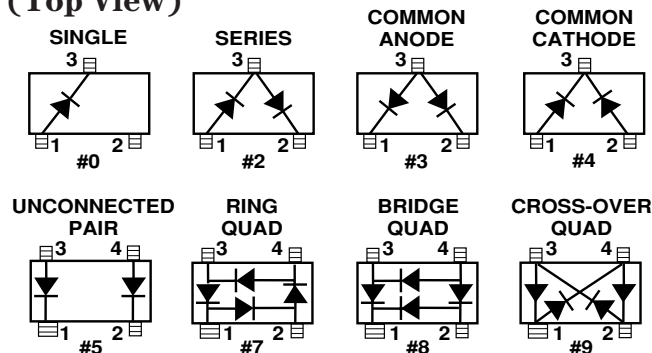 (Top View)
SINGLE
3
1 2
#0
SERIES
3
1 2
#2
COMMON
ANODE
3
1 2
#3
COMMON
CATHODE
3
1 2
#4
UNCONNECTED
PAIR
3 4
1 2
#5
RING
QUAD
3 4
1 2
#7
BRIDGE
QUAD
3 4
1 2
#8
CROSS-OVER
QUAD
3 4
1 2
#9